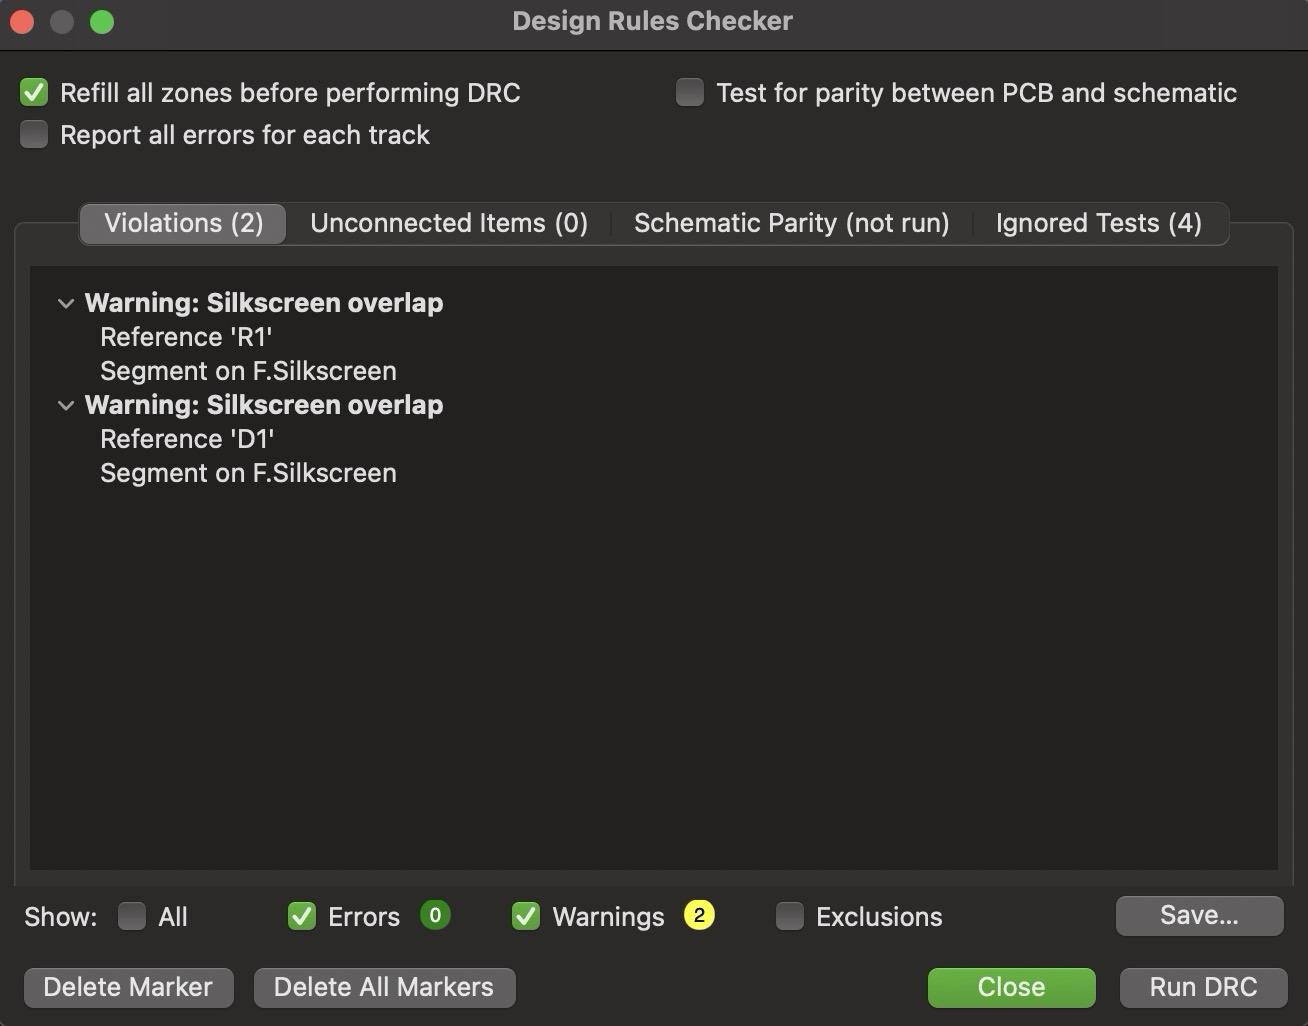 Design Rules Checker
Refill all zones before performing DRC
Test for parity between PCB and schematic
Report all errors for each track
Violations (2)
Unconnected Items (0)
Schematic Parity (not run)
Ignored Tests (4)
Warning: Silkscreen overlap
Reference 'R1'
Segment on F.Silkscreen
Warning: Silkscreen overlap
Reference 'D1'
Segment on F.Silkscreen
Show:
All
Errors
0
Warnings
2
Exclusions
Save...
Delete Marker
Delete All Markers
Close
Run DRC